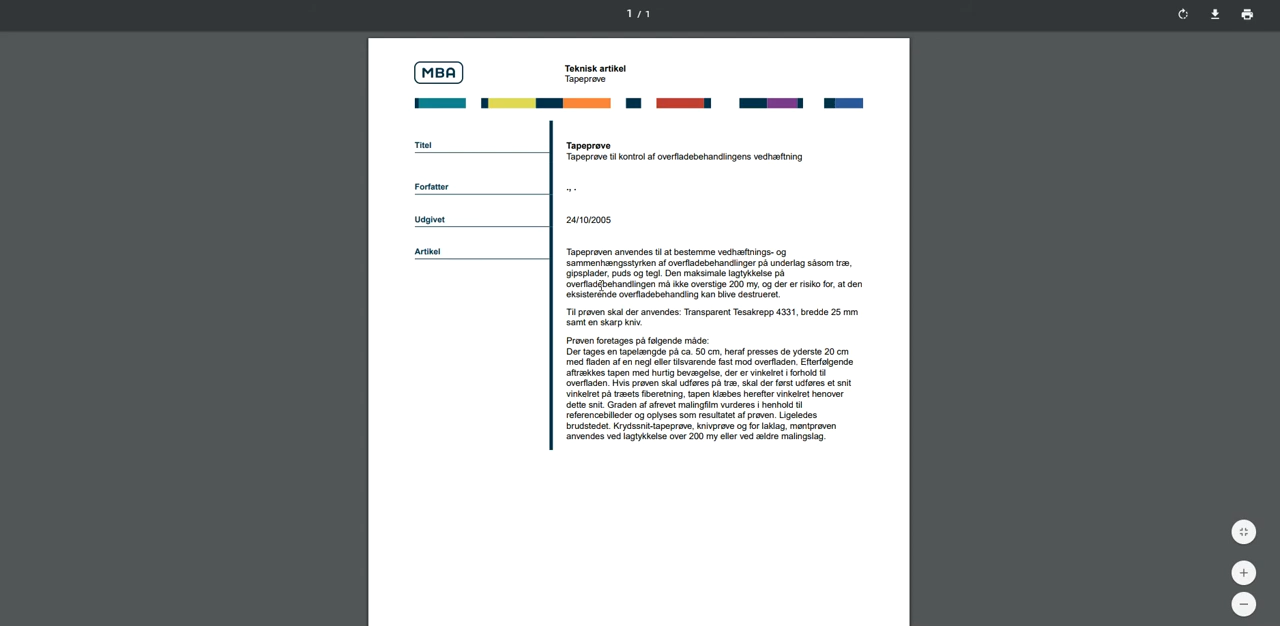 1 / 1
MBA
Teknisk artikel
Tapeprøve
Titel
Tapeprøve
Tapeprøve til kontrol af overfladebehandlingens vedhæftning
Forfatter
., .
Udgivet
24/10/2005
Artikel
Tapeprøven anvendes til at bestemme vedhæftnings- og
sammenhængsstyrken af overfladebehandlinger på underlag såsom træ,
gipsplader, puds og tegl. Den maksimale lagtykkelse på
overfladebehandlingen må ikke overstige 200 my, og der er risiko for, at den
eksisterende overfladebehandling kan blive destrueret.
Til prøven skal der anvendes: Transparent Tesakrepp 4331, bredde 25 mm
samt en skarp kniv.
Prøven foretages på følgende måde:
Der tages en tapelængde på ca. 50 cm, heraf presses de yderste 20 cm
med fladen af en negl eller tilsvarende fast mod overfladen. Efterfølgende
aftrækkes tapen med hurtig bevægelse, der er vinkelret i forhold til
overfladen. Hvis prøven skal udføres på træ, skal der først udføres et snit
vinkelret på træets fiberetning, tapen klæbes herefter vinkelret henover
dette snit. Graden af afrevet malingfilm vurderes i henhold til
referencebilleder og oplyses som resultatet af prøven. Ligeledes
brudstedet. Krydssnit-tapeprøve, knivprøve og for laklag, møntprøven
anvendes ved lagtykkelse over 200 my eller ved ældre malingslag.